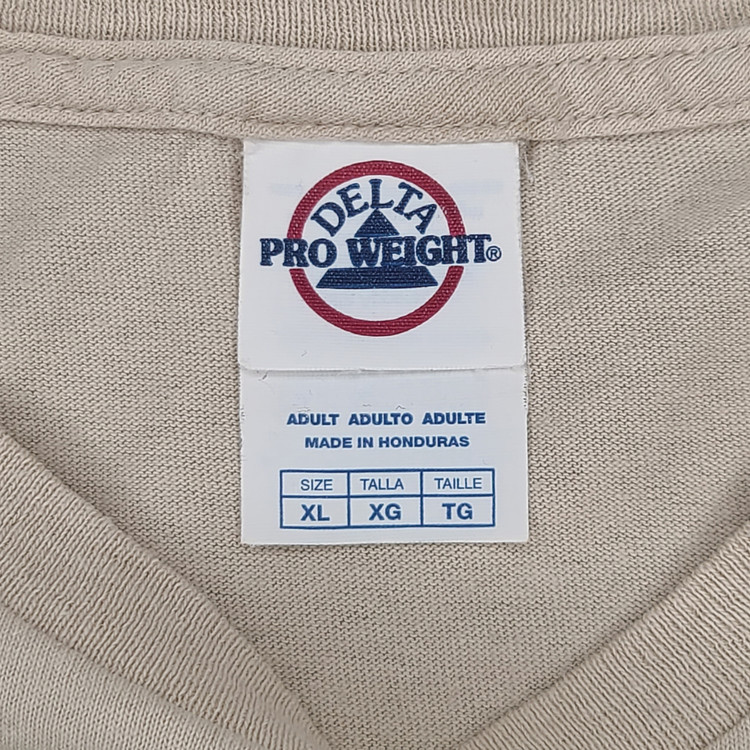 DELTA
PRO WEIGHT®
ADULT ADULTO ADULTE
MADE IN HONDURAS
SIZE TALLA TAILLE
XL XG TG